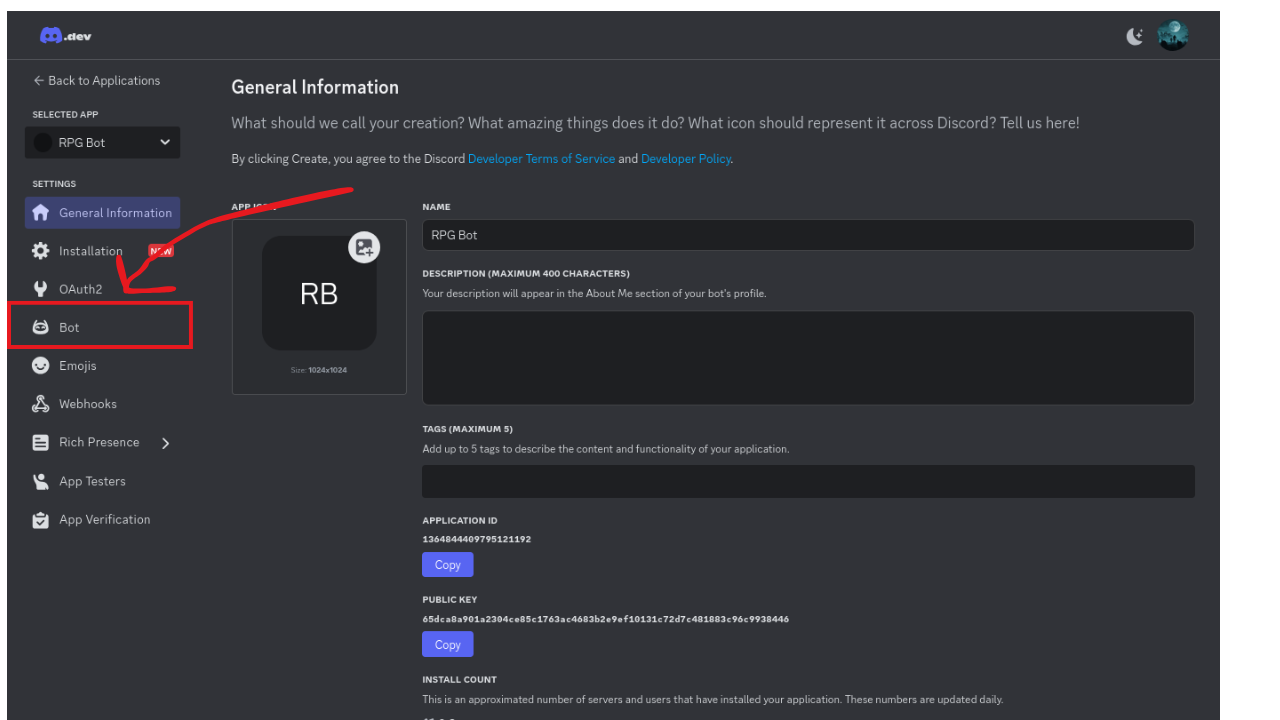 .dev
Back to Applications
SELECTED APP
RPG Bot
SETTINGS
General Information
Installation
NEW
OAuth2
Bot
Emojis
Webhooks
Rich Presence
App Testers
App Verification
General Information
What should we call your creation? What amazing things does it do? What icon should represent it across Discord? Tell us here!
By clicking Create, you agree to the Discord Developer Terms of Service and Developer Policy.
APP ICON
RB
Size: 1024x1024
NAME
RPG Bot
DESCRIPTION (MAXIMUM 400 CHARACTERS)
Your description will appear in the About Me section of your bot's profile.
TAGS (MAXIMUM 5)
Add up to 5 tags to describe the content and functionality of your application.
APPLICATION ID
1364844409795121192
Copy
PUBLIC KEY
65dca8a901a2304ce85c1763ac4683b2e9ef10131c72d7c481883c96c9938446
Copy
INSTALL COUNT
This is an approximated number of servers and users that have installed your application. These numbers are updated daily.